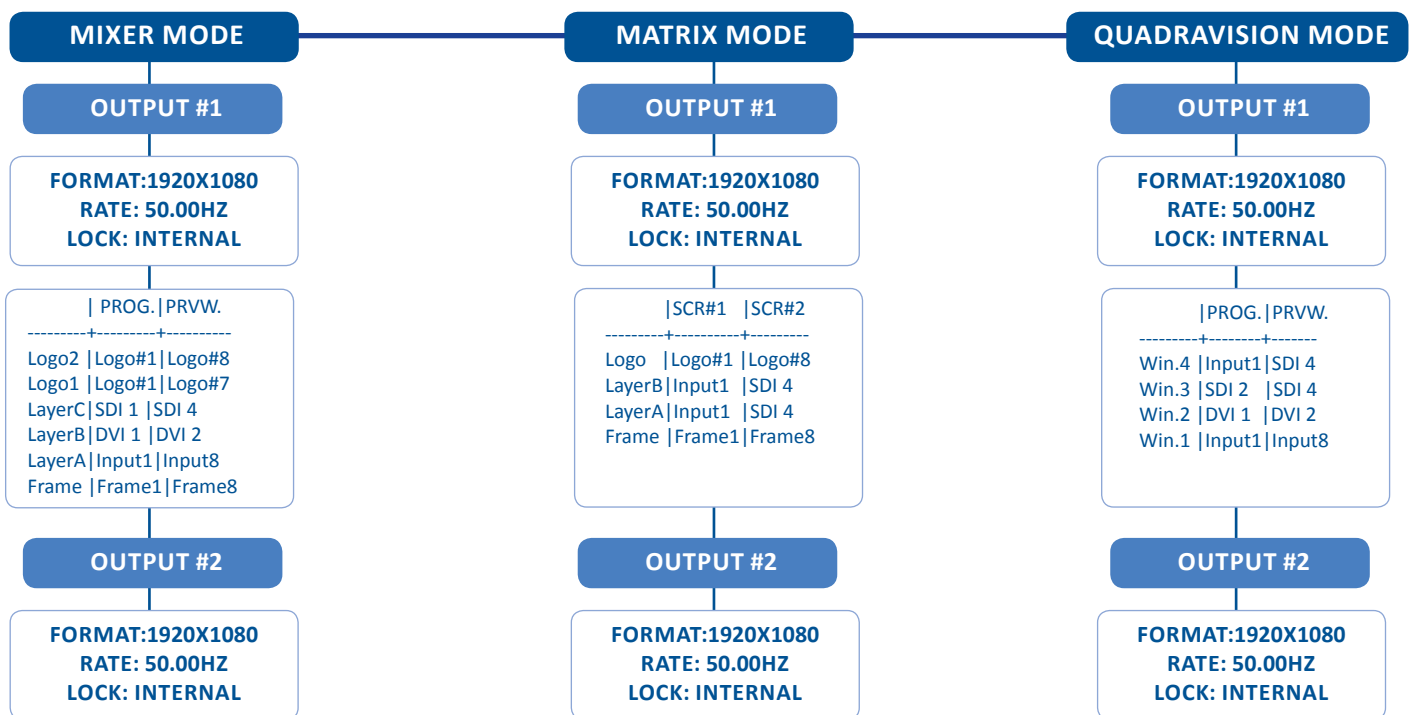 MIXER MODE
OUTPUT #1
FORMAT:1920X1080
RATE: 50.00HZ
LOCK: INTERNAL
| PROG.|PRVW.
---------+---------+----------
Logo2 |Logo#1|Logo#8
Logo1 |Logo#1|Logo#7
LayerC|SDI 1 |SDI 4
LayerB|DVI 1 |DVI 2
LayerA|Input1|Input8
Frame |Frame1|Frame8
OUTPUT #2
FORMAT:1920X1080
RATE: 50.00HZ
LOCK: INTERNAL
MATRIX MODE
OUTPUT #1
FORMAT:1920X1080
RATE: 50.00HZ
LOCK: INTERNAL
|SCR#1 |SCR#2
---------+----------+---------
Logo |Logo#1 |Logo#8
LayerB|Input1 |SDI 4
LayerA|Input1 |SDI 4
Frame |Frame1|Frame8
OUTPUT #2
FORMAT:1920X1080
RATE: 50.00HZ
LOCK: INTERNAL
QUADRAVISION MODE
OUTPUT #1
FORMAT:1920X1080
RATE: 50.00HZ
LOCK: INTERNAL
|PROG.|PRVW.
---------+--------+-------
Win.4 |Input1|SDI 4
Win.3 |SDI 2 |SDI 4
Win.2 |DVI 1 |DVI 2
Win.1 |Input1|Input8
OUTPUT #2
FORMAT:1920X1080
RATE: 50.00HZ
LOCK: INTERNAL